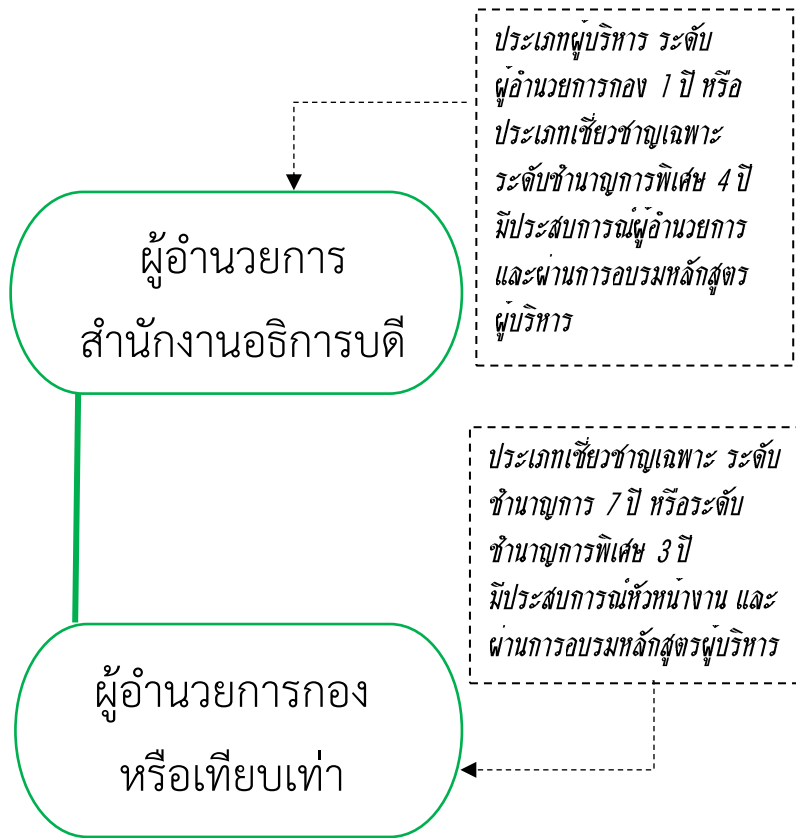 ประเภทผู้บริหาร ระดับ
ผู้อำนวยการกอง 1 ปี หรือ
ประเภทเชี่ยวชาญเฉพาะ
ระดับชำนาญการพิเศษ 4 ปี
มีประสบการณ์ผู้อำนวยการ
และผ่านการอบรมหลักสูตร
ผู้บริหาร
ผู้อำนวยการ
สำนักงานอธิการบดี
ประเภทเชี่ยวชาญเฉพาะ ระดับ
ชำนาญการ 7 ปี หรือระดับ
ชำนาญการพิเศษ 3 ปี
มีประสบการณ์หัวหน้างาน และ
ผ่านการอบรมหลักสูตรผู้บริหาร
ผู้อำนวยการกอง
หรือเทียบเท่า